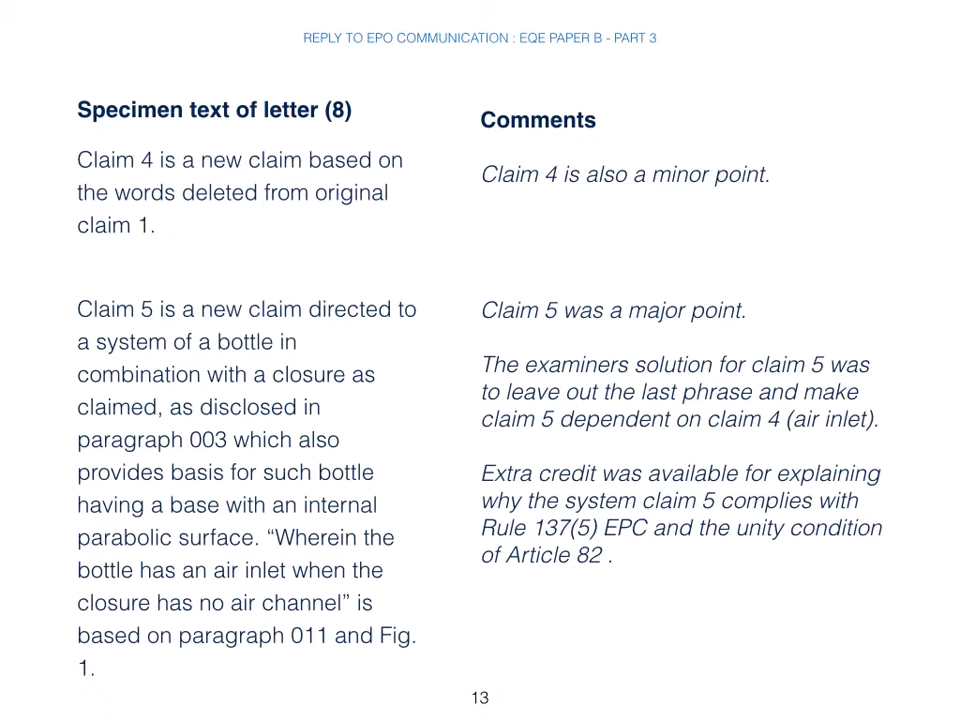 REPLY TO EPO COMMUNICATION : EQE PAPER B - PART 3
Specimen text of letter (8)
Claim 4 is a new claim based on
the words deleted from original
claim 1.
Claim 5 is a new claim directed to
a system of a bottle in
combination with a closure as
claimed, as disclosed in
paragraph 003 which also
provides basis for such bottle
having a base with an internal
parabolic surface. “Wherein the
bottle has an air inlet when the
closure has no air channel” is
based on paragraph 011 and Fig.
1.
Comments
Claim 4 is also a minor point.
Claim 5 was a major point.
The examiners solution for claim 5 was
to leave out the last phrase and make
claim 5 dependent on claim 4 (air inlet).
Extra credit was available for explaining
why the system claim 5 complies with
Rule 137(5) EPC and the unity condition
of Article 82 .
13